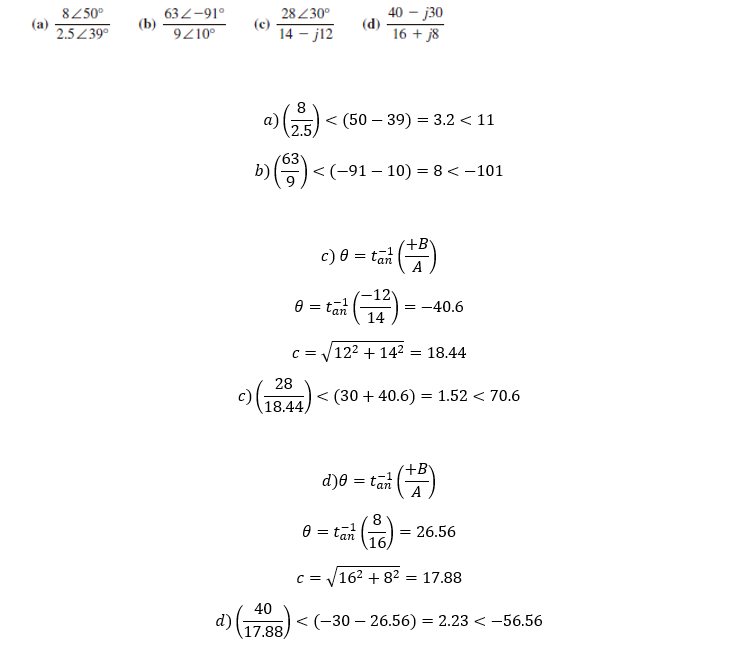 (a) 8∠50° / 2.5∠39° (b) 63∠−91° / 9∠10° (c) 28∠30° / 14 − j12 (d) 40 − j30 / 16 + j8
a) (8/2.5) < (50 − 39) = 3.2 < 11
b) (63/9) < (−91 − 10) = 8 < −101
c) θ = tan⁻¹ (+B/A)
θ = tan⁻¹ (−12/14) = −40.6
c = √(12² + 14²) = 18.44
c) (28/18.44) < (30 + 40.6) = 1.52 < 70.6
d)θ = tan⁻¹ (+B/A)
θ = tan⁻¹ (8/16) = 26.56
c = √(16² + 8²) = 17.88
d) (40/17.88) < (−30 − 26.56) = 2.23 < −56.56